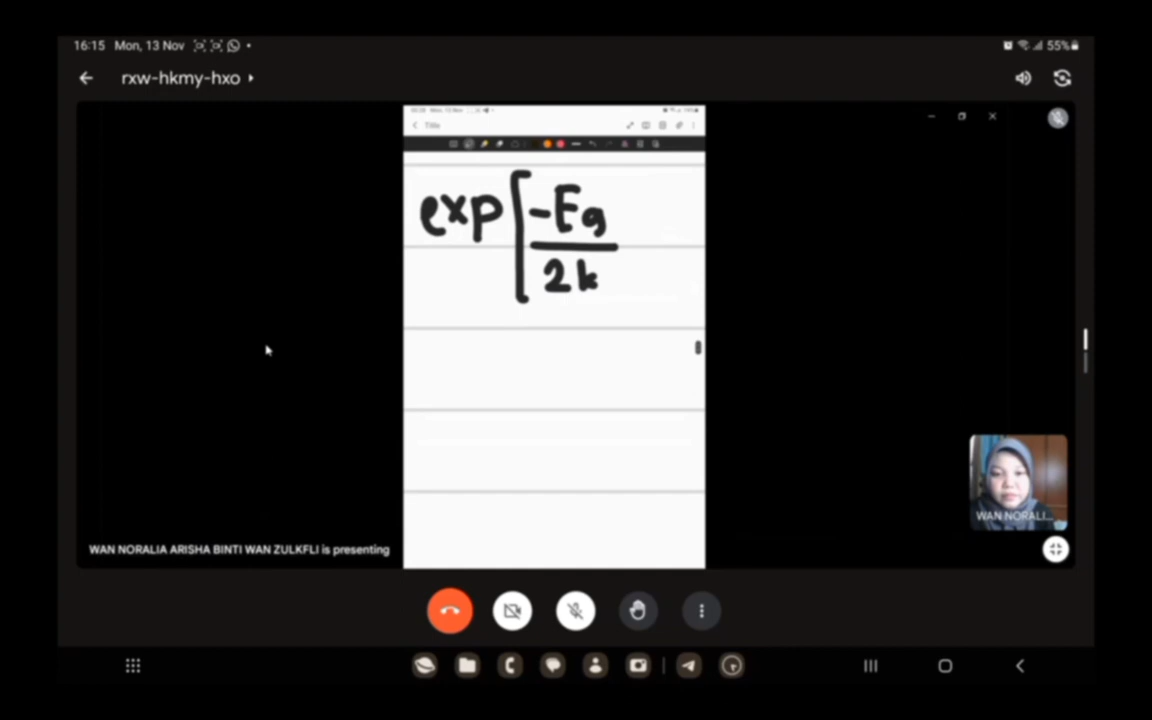 16:15 Mon, 13 Nov 55%
rxw-hkmy-hxo
Title
exp [ -Eg
2k
WAN NORALI...
WAN NORALIA ARISHA BINTI WAN ZULKFLI is presenting